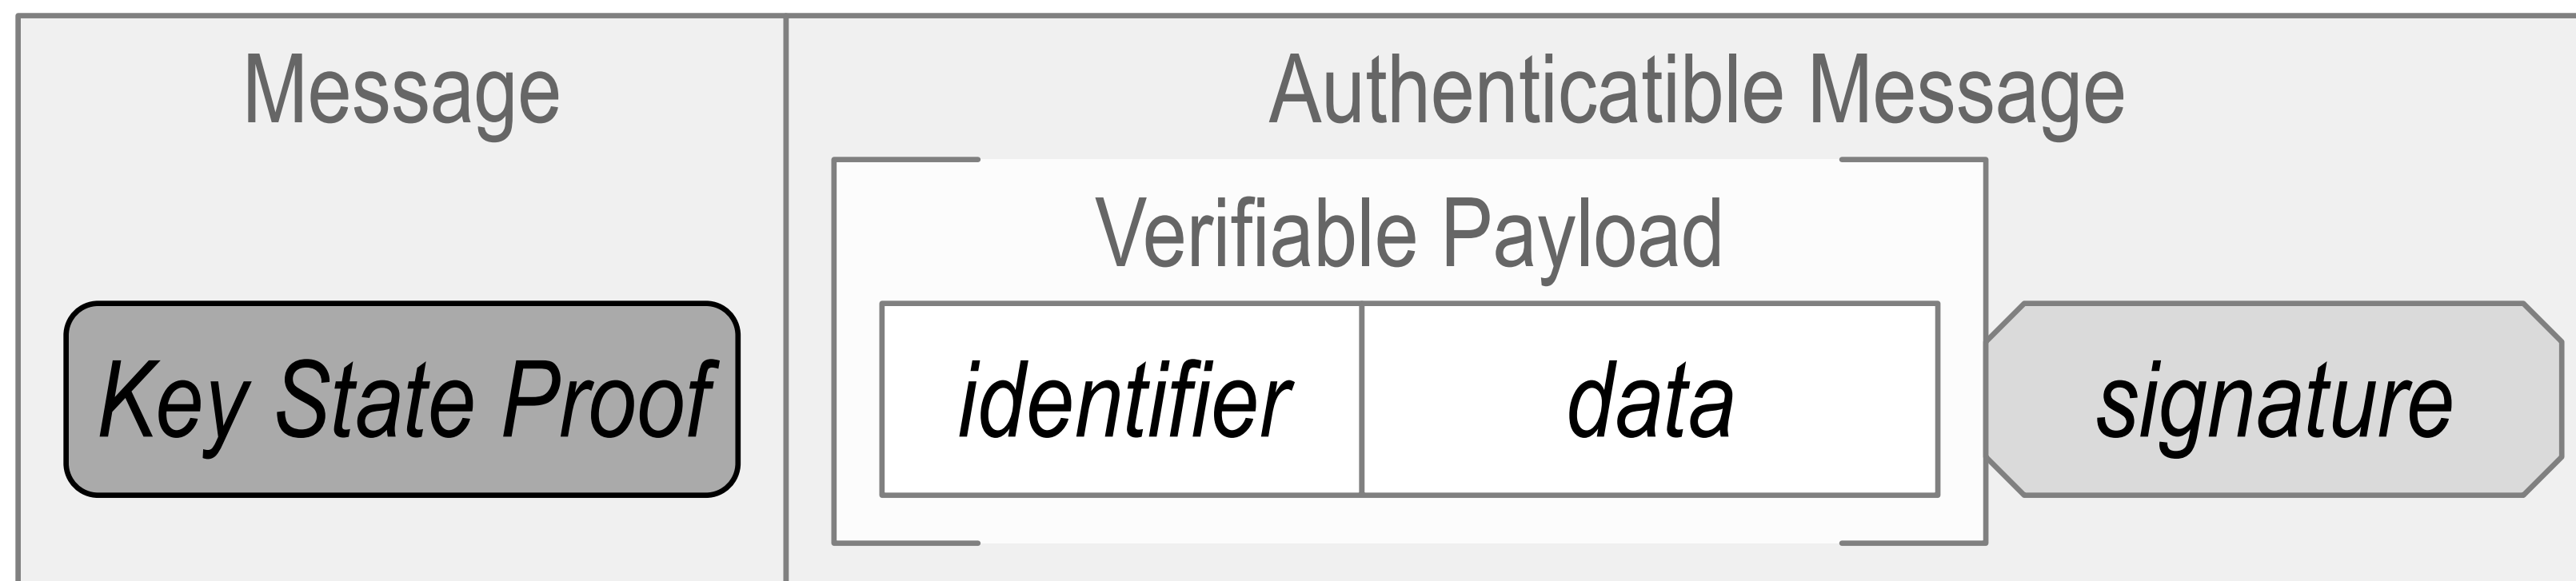 Message
Authenticatible Message
Verifiable Payload
Key State Proof
identifier
data
signature